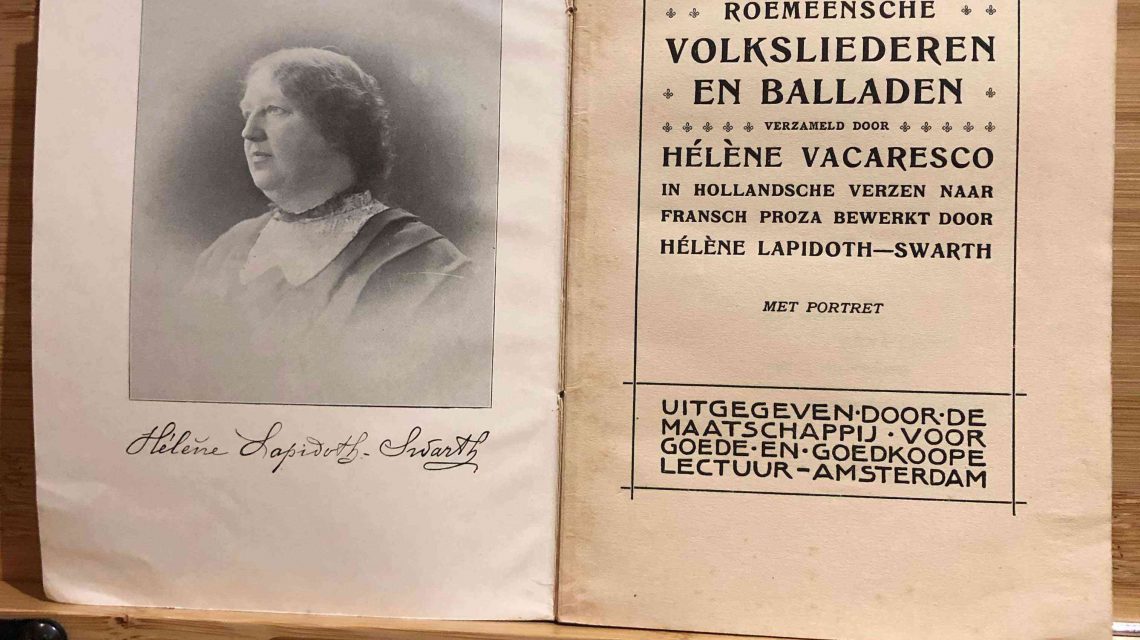 Hélène Lapidoth-Swarth
ROEMEENSCHE
VOLKSLIEDEREN
EN BALLADEN
VERZAMELD DOOR
HÉLÈNE VACARESCO
IN HOLLANDSCHE VERZEN NAAR
FRANSCH PROZA BEWERKT DOOR
HÉLÈNE LAPIDOTH—SWARTH
MET PORTRET
UITGEGEVEN·DOOR·DE
MAATSCHAPPIJ·VOOR
GOEDE·EN·GOEDKOOPE
LECTUUR-AMSTERDAM